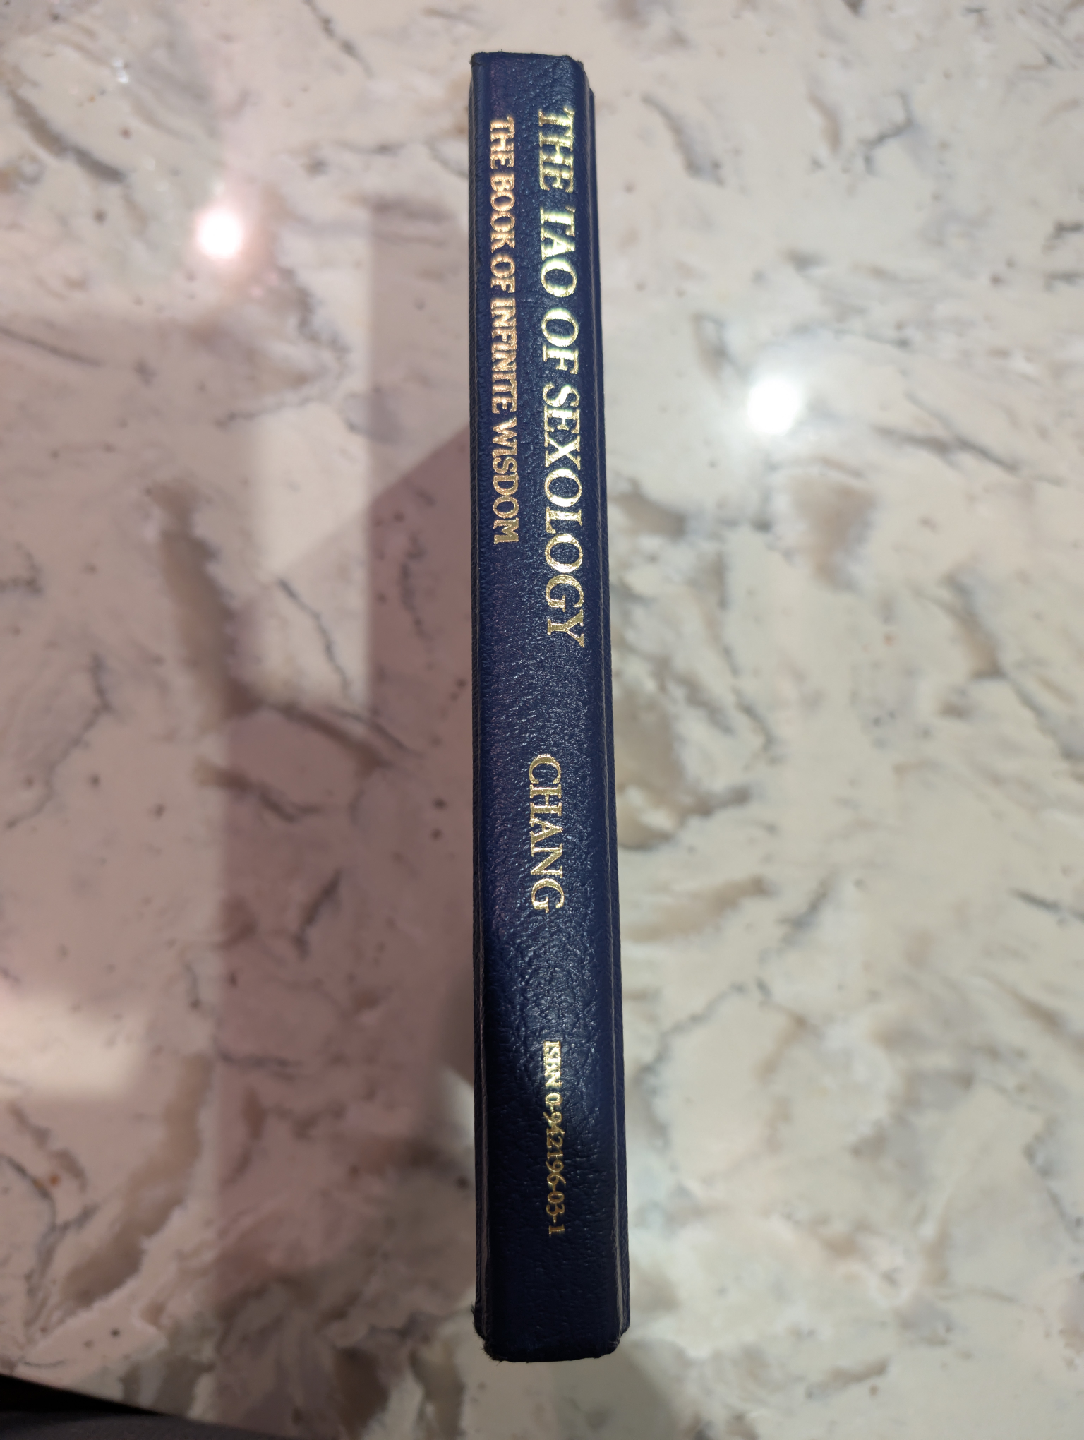 THE TAO OF SEXOLOGY
THE BOOK OF INFINITE WISDOM
CHANG
ISBN 0-942196-03-1